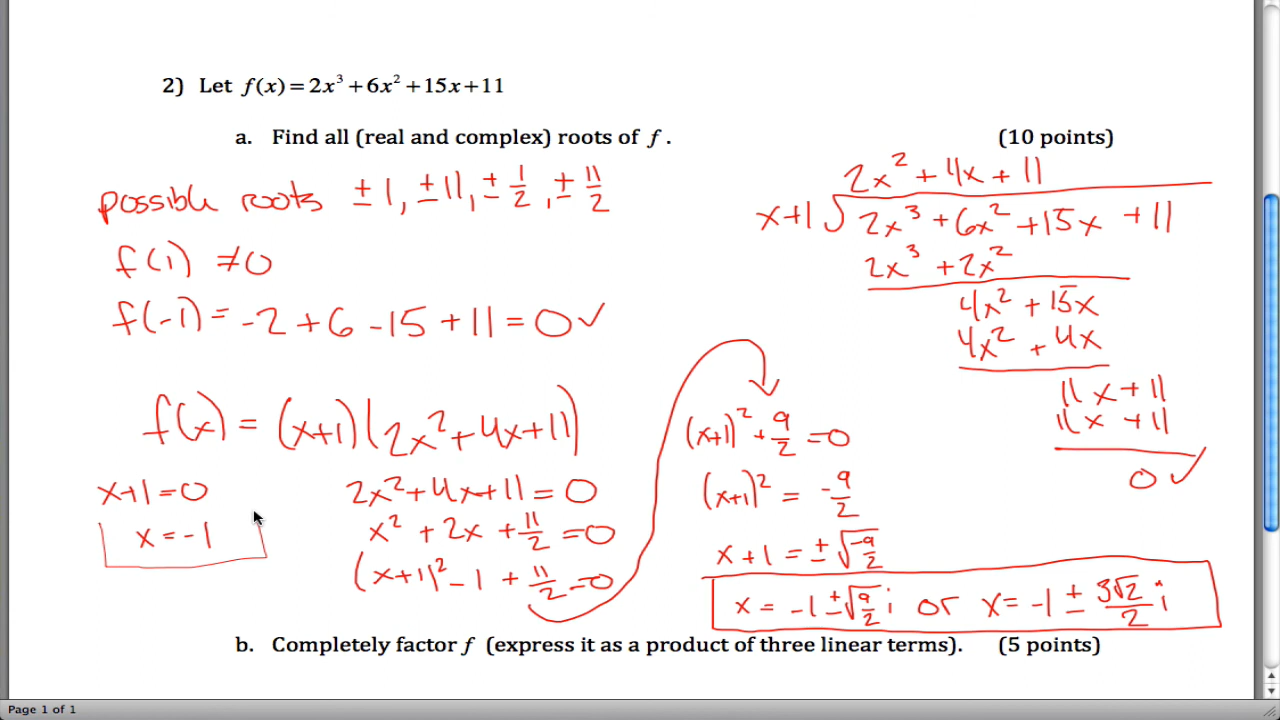 2) Let f(x)=2x³+6x²+15x+11
a. Find all (real and complex) roots of f. (10 points)
possible roots ±1, ±11, ±1/2, ±11/2
f(1) ≠0
f(-1) = -2 + 6 -15 + 11 = 0 ✓
f(x) = (x+1)(2x²+4x+11)
x+1=0
x = -1
2x²+4x+11 = 0
x² + 2x + 11/2 = 0
(x+1)² - 1 + 11/2 = 0
(x+1)² + 9/2 = 0
(x+1)² = -9/2
x + 1 = ± √(-9/2)
x = -1 ± √(9/2) i or x = -1 ± 3√2/2 i
2x² + 4x + 11
x+1 ) 2x³ + 6x² + 15x + 11
2x³ + 2x²
4x² + 15x
4x² + 4x
11x + 11
11x + 11
0 ✓
b. Completely factor f (express it as a product of three linear terms). (5 points)
Page 1 of 1